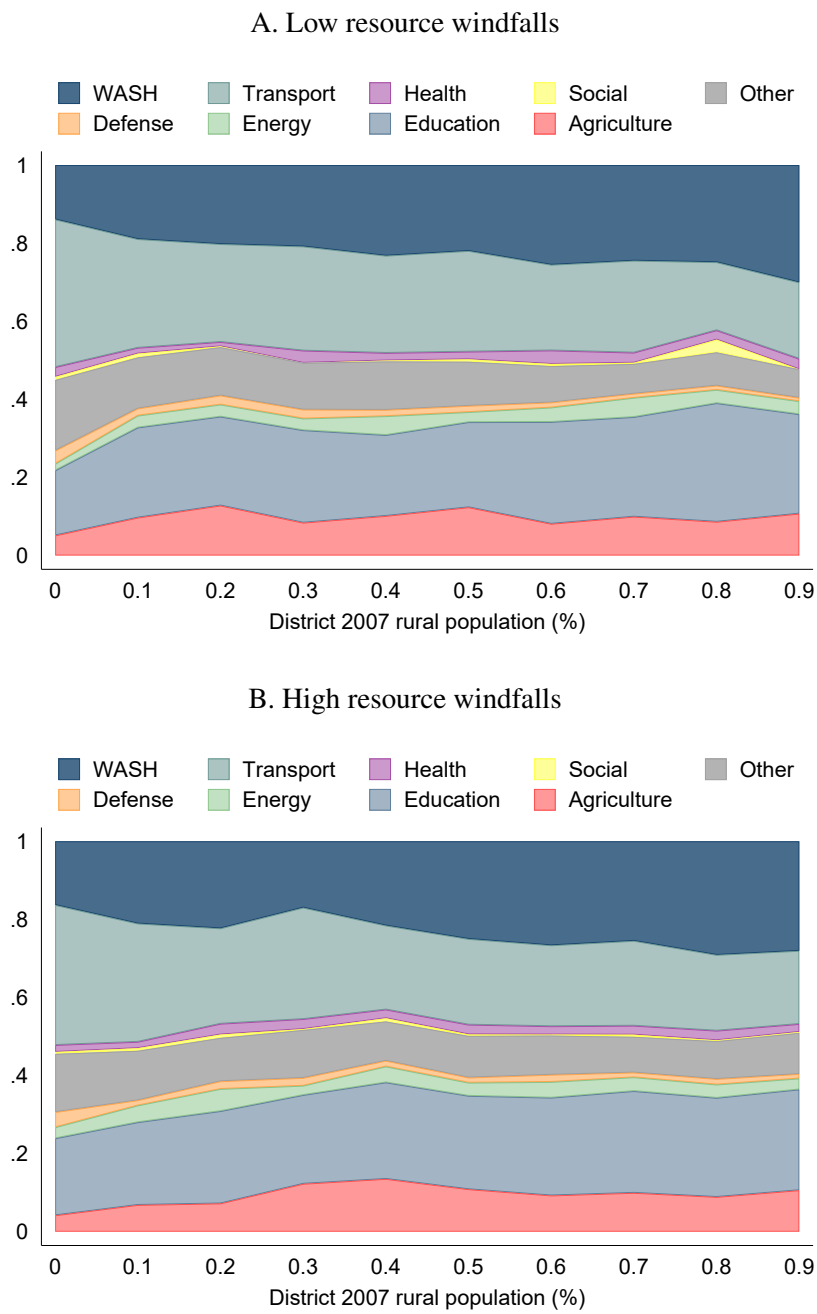 A. Low resource windfalls
WASH Transport Health Social Other
Defense Energy Education Agriculture
1
.8
.6
.4
.2
0
0 0.1 0.2 0.3 0.4 0.5 0.6 0.7 0.8 0.9
District 2007 rural population (%)
B. High resource windfalls
WASH Transport Health Social Other
Defense Energy Education Agriculture
1
.8
.6
.4
.2
0
0 0.1 0.2 0.3 0.4 0.5 0.6 0.7 0.8 0.9
District 2007 rural population (%)